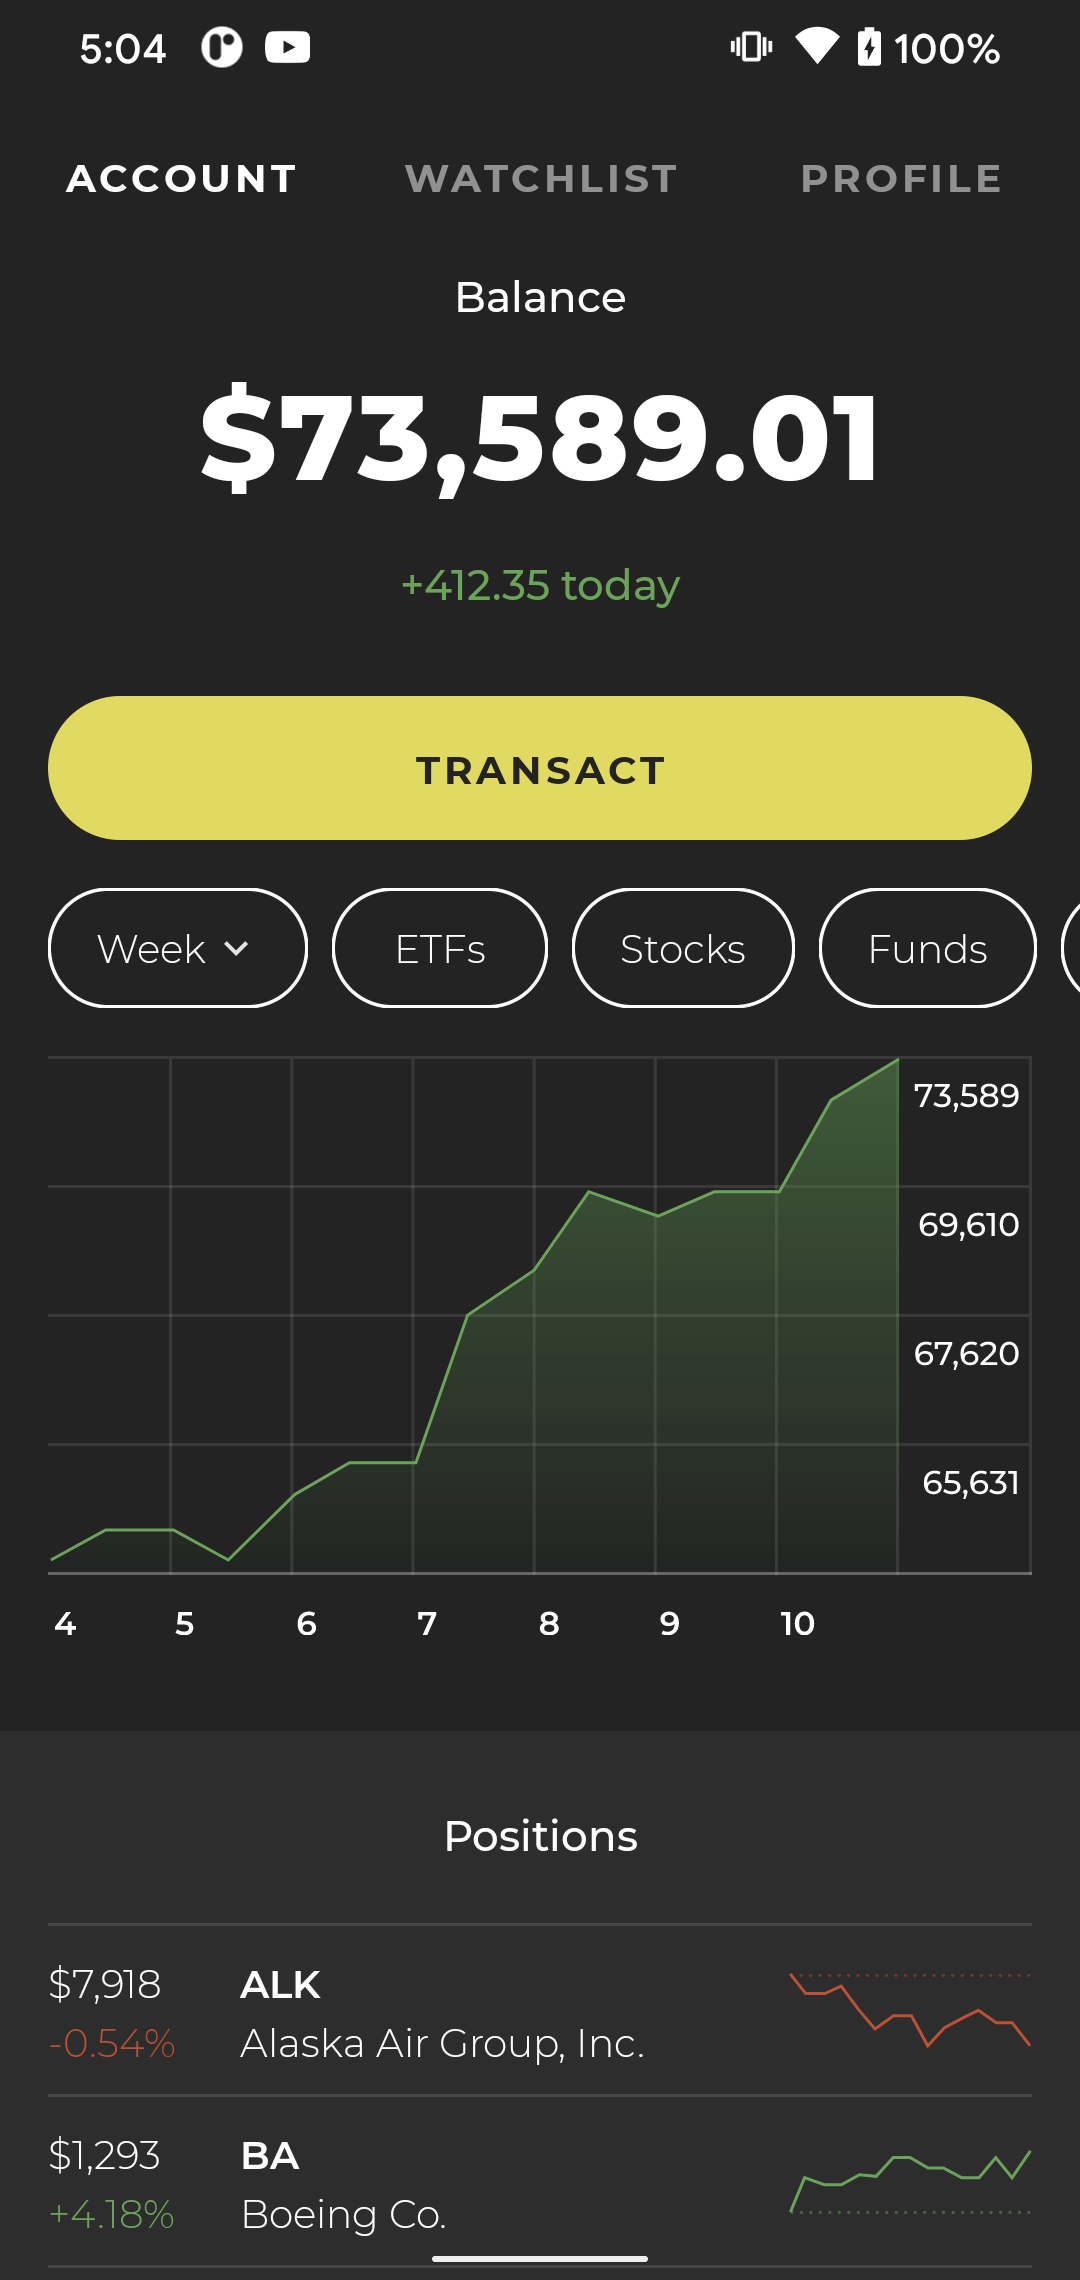 5:04 100%
ACCOUNT WATCHLIST PROFILE
Balance
$73,589.01
+412.35 today
TRANSACT
Week ETFs Stocks Funds
73,589
69,610
67,620
65,631
4 5 6 7 8 9 10
Positions
$7,918 ALK
-0.54% Alaska Air Group, Inc.
$1,293 BA
+4.18% Boeing Co.